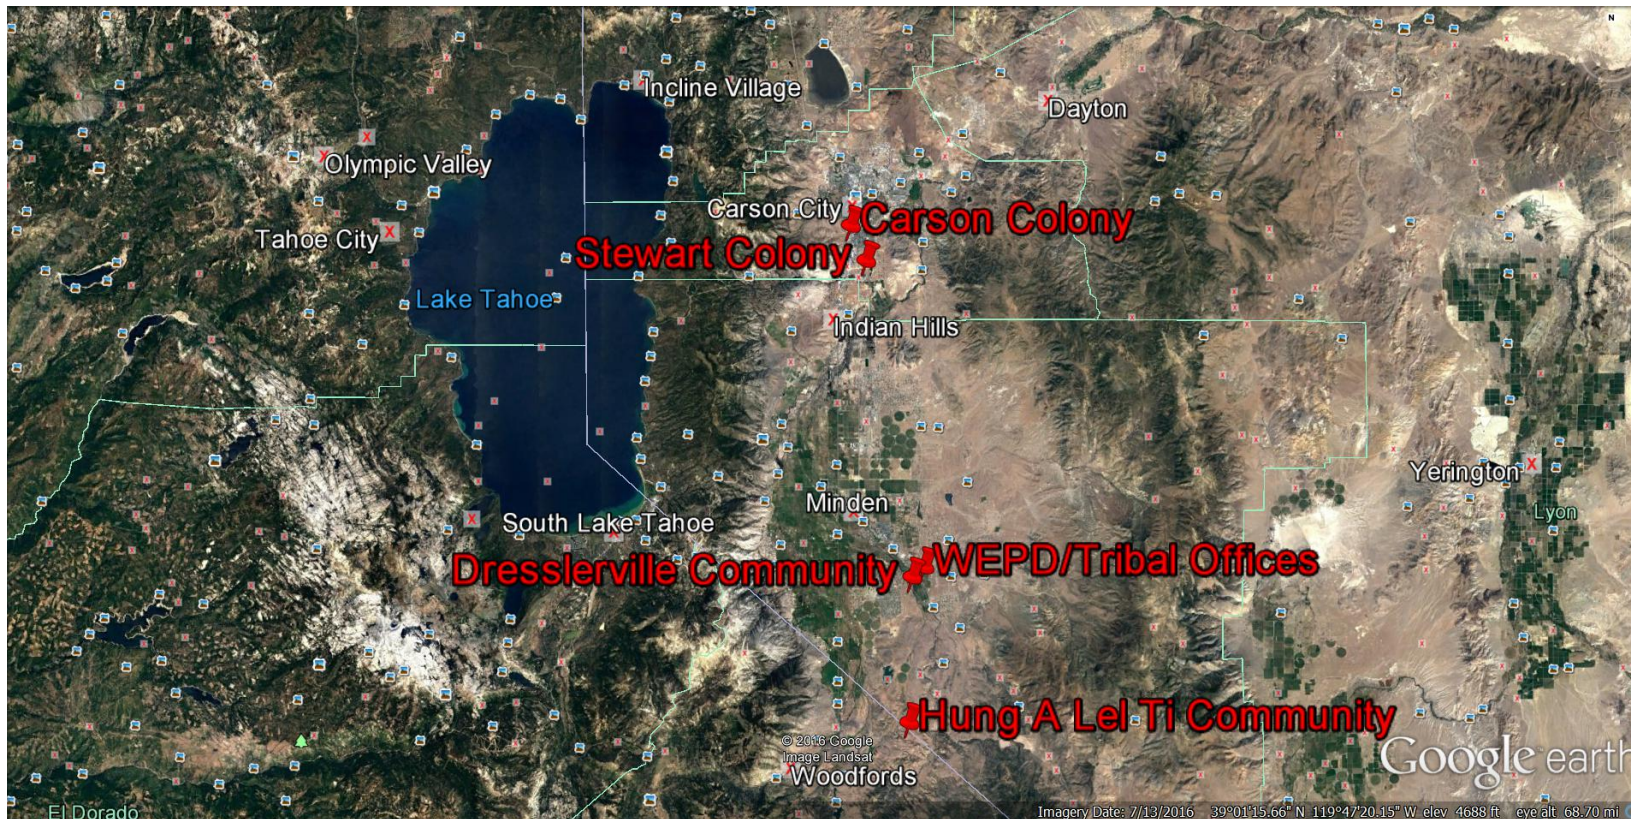 N
Incline Village
Dayton
Olympic Valley
Carson City
Carson Colony
Tahoe City
Stewart Colony
Lake Tahoe
Indian Hills
Yerington
Minden
Lyon
South Lake Tahoe
WEPD/Tribal Offices
Dresslerville Community
Hung A Lel Ti Community
© 2016 Google
Image Landsat
Google earth
Woodfords
El Dorado
Imagery Date: 7/13/2016 39°01'15.66" N 119°47'20.15" W elev 4688 ft eye alt 68.70 mi